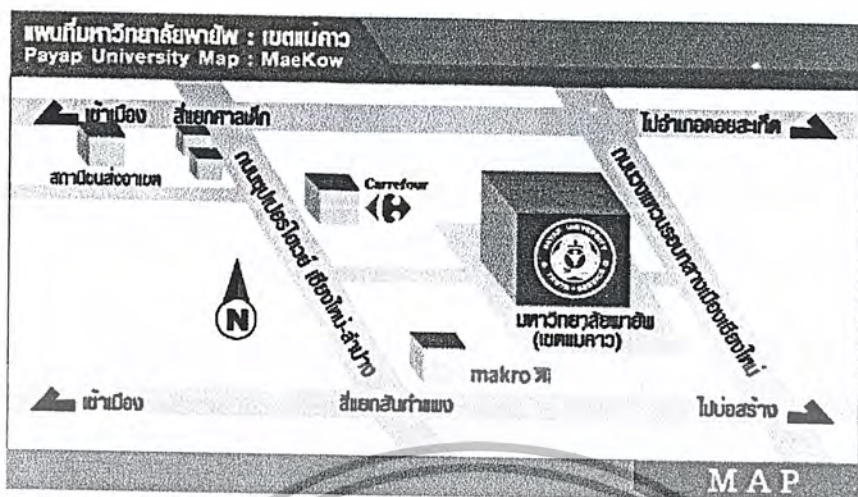 แผนที่มหาวิทยาลัยพายัพ : เขตแม่คาว
Payap University Map : MaeKow
เข้าเมือง
สี่แยกศาลเด็ก
ไปอำเภอดอยสะเก็ด
สถานีขนส่งอาเขต
ถนนซุปเปอร์ไฮเวย์ เชียงใหม่-ลำปาง
Carrefour
ถนนวงแหวนรอบกลางเมืองเชียงใหม่
PAYAP UNIVERSITY
มหาวิทยาลัยพายัพ
(เขตแม่คาว)
N
makro
เข้าเมือง
สี่แยกสันกำแพง
ไปบ่อสร้าง
MAP